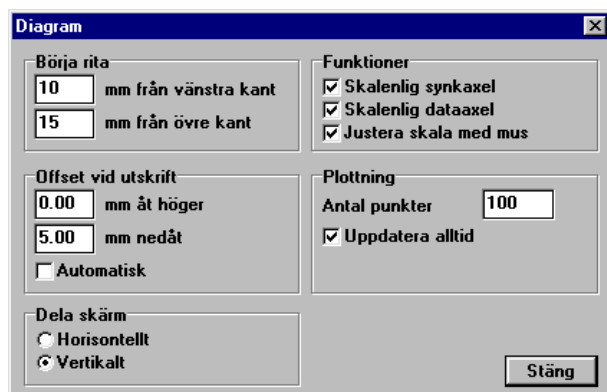 Diagram
Börja rita
10 mm från vänstra kant
15 mm från övre kant
Funktioner
Skalenlig synkaxel
Skalenlig dataaxel
Justera skala med mus
Offset vid utskrift
0.00 mm åt höger
5.00 mm nedåt
Automatisk
Plottning
Antal punkter 100
Uppdatera alltid
Dela skärm
Horisontellt
Vertikalt
Stäng